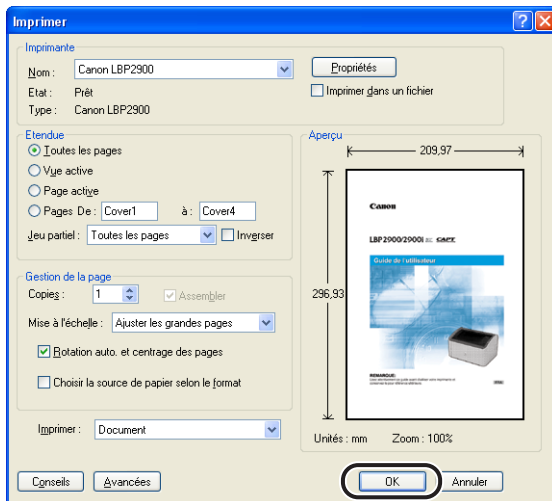 Imprimer
Imprimante
Nom : Canon LBP2900
Propriétés
Etat : Prêt
Imprimer dans un fichier
Type : Canon LBP2900
Etendue
Toutes les pages
Vue active
Page active
Pages De : Cover1 à : Cover4
Jeu partiel : Toutes les pages Inverser
Gestion de la page
Copies : 1 Assembler
Mise à l'échelle : Ajuster les grandes pages
Rotation auto. et centrage des pages
Choisir la source de papier selon le format
Imprimer : Document
Aperçu
209,97
296,93
Canon
LBP2900/2900i
CAPT
Guide de l'utilisateur
REMARQUE:
Unités : mm Zoom : 100%
Conseils Avancées OK Annuler